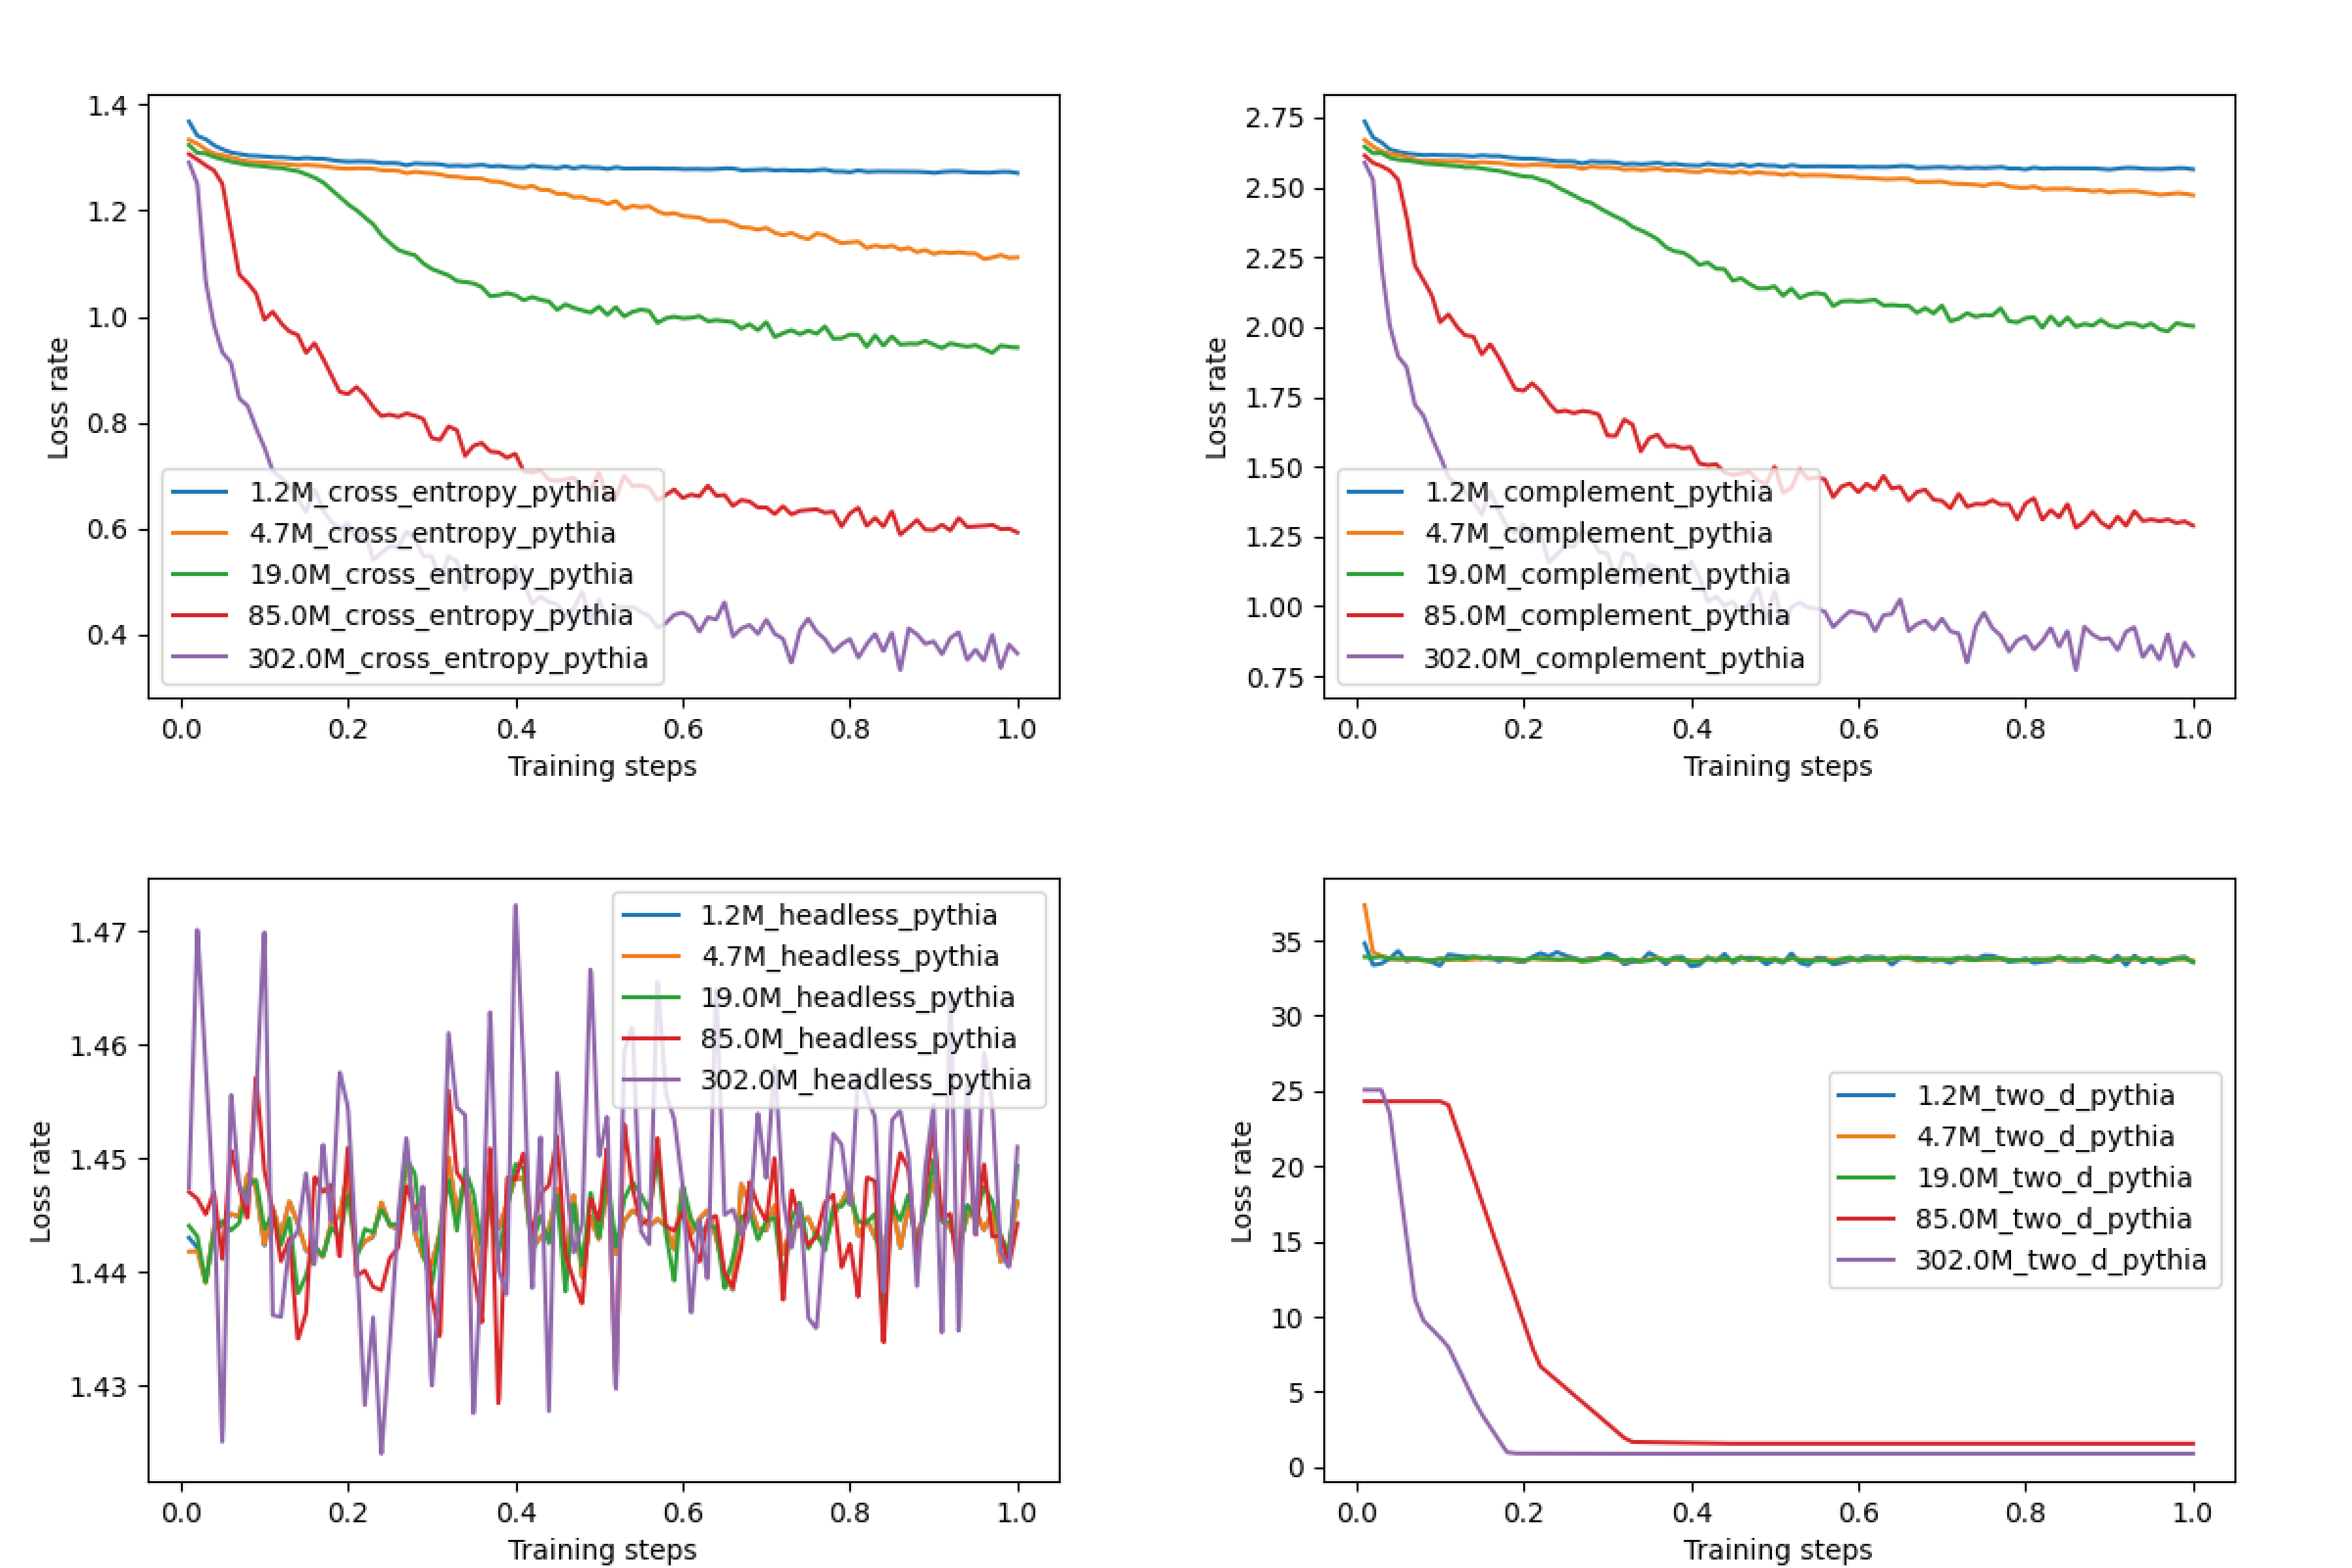 1.4
1.2
1.0
0.8
0.6
0.4
Loss rate
1.2M_cross_entropy_pythia
4.7M_cross_entropy_pythia
19.0M_cross_entropy_pythia
85.0M_cross_entropy_pythia
302.0M_cross_entropy_pythia
0.0 0.2 0.4 0.6 0.8 1.0
Training steps
2.75
2.50
2.25
2.00
1.75
1.50
1.25
1.00
0.75
Loss rate
1.2M_complement_pythia
4.7M_complement_pythia
19.0M_complement_pythia
85.0M_complement_pythia
302.0M_complement_pythia
0.0 0.2 0.4 0.6 0.8 1.0
Training steps
1.47
1.46
1.45
1.44
1.43
Loss rate
1.2M_headless_pythia
4.7M_headless_pythia
19.0M_headless_pythia
85.0M_headless_pythia
302.0M_headless_pythia
0.0 0.2 0.4 0.6 0.8 1.0
Training steps
35
30
25
20
15
10
5
0
Loss rate
1.2M_two_d_pythia
4.7M_two_d_pythia
19.0M_two_d_pythia
85.0M_two_d_pythia
302.0M_two_d_pythia
0.0 0.2 0.4 0.6 0.8 1.0
Training steps